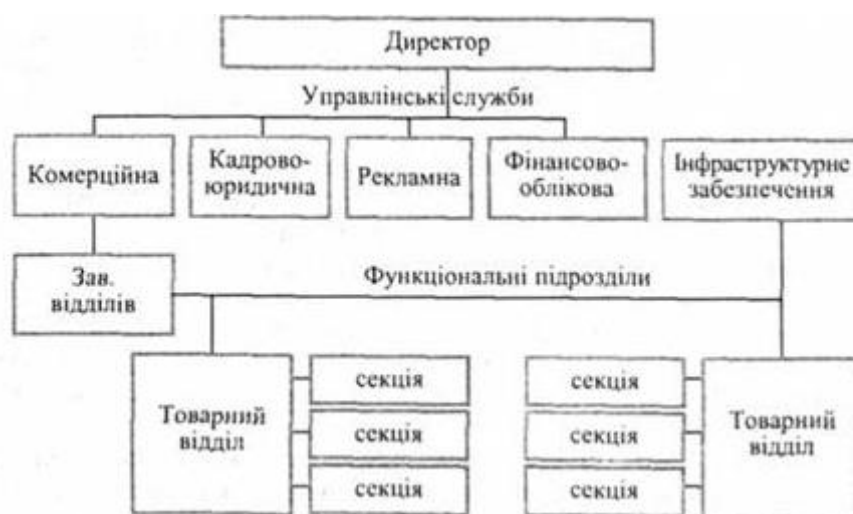 Директор
Управлінські служби
Комерційна
Кадрово-
юридична
Рекламна
Фінансово-
облікова
Інфраструктурне
забезпечення
Зав.
відділів
Функціональні підрозділи
Товарний
відділ
секція
секція
секція
секція
секція
секція
Товарний
відділ